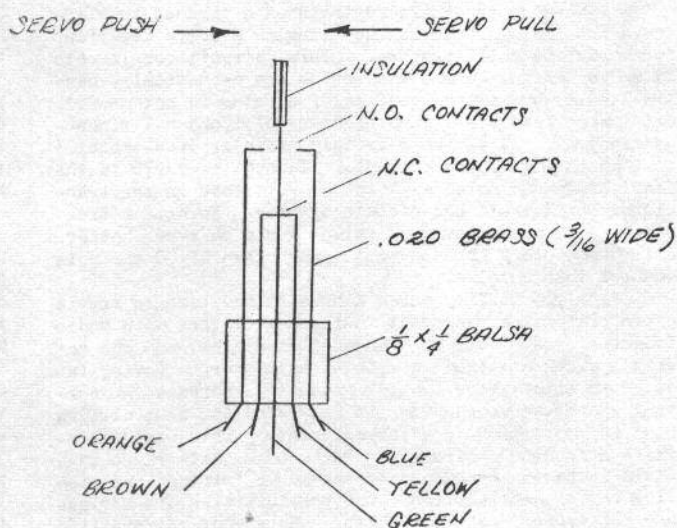 SERVO PUSH
SERVO PULL
INSULATION
N.O. CONTACTS
N.C. CONTACTS
.020 BRASS (3/16 WIDE)
1/8 x 1/4 BALSA
ORANGE
BLUE
BROWN
YELLOW
GREEN